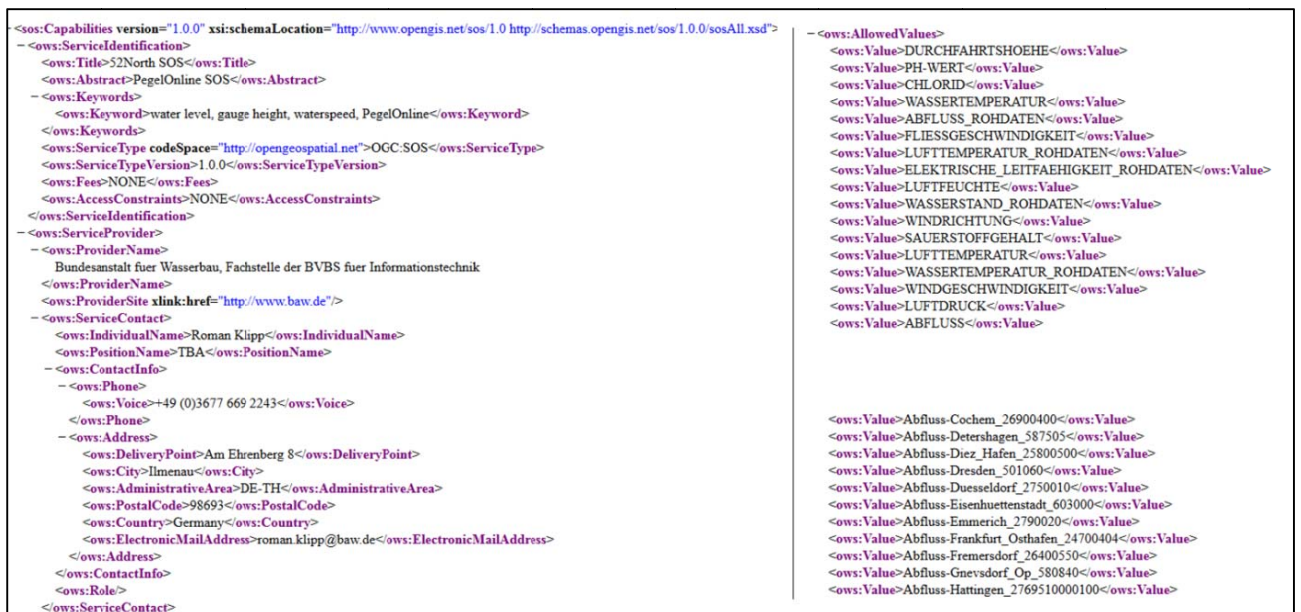 <sos:Capabilities version="1.0.0" xsi:schemaLocation="http://www.opengis.net/sos/1.0 http://schemas.opengis.net/sos/1.0.0/sosAll.xsd">
− <ows:ServiceIdentification>
<ows:Title>52North SOS</ows:Title>
<ows:Abstract>PegelOnline SOS</ows:Abstract>
− <ows:Keywords>
<ows:Keyword>water level, gauge height, waterspeed, PegelOnline</ows:Keyword>
</ows:Keywords>
<ows:ServiceType codeSpace="http://opengeospatial.net">OGC:SOS</ows:ServiceType>
<ows:ServiceTypeVersion>1.0.0</ows:ServiceTypeVersion>
<ows:Fees>NONE</ows:Fees>
<ows:AccessConstraints>NONE</ows:AccessConstraints>
</ows:ServiceIdentification>
− <ows:ServiceProvider>
− <ows:ProviderName>
Bundesanstalt fuer Wasserbau, Fachstelle der BVBS fuer Informationstechnik
</ows:ProviderName>
<ows:ProviderSite xlink:href="http://www.baw.de"/>
− <ows:ServiceContact>
<ows:IndividualName>Roman Klipp</ows:IndividualName>
<ows:PositionName>TBA</ows:PositionName>
− <ows:ContactInfo>
− <ows:Phone>
<ows:Voice>+49 (0)3677 669 2243</ows:Voice>
</ows:Phone>
− <ows:Address>
<ows:DeliveryPoint>Am Ehrenberg 8</ows:DeliveryPoint>
<ows:City>Ilmenau</ows:City>
<ows:AdministrativeArea>DE-TH</ows:AdministrativeArea>
<ows:PostalCode>98693</ows:PostalCode>
<ows:Country>Germany</ows:Country>
<ows:ElectronicMailAddress>roman.klipp@baw.de</ows:ElectronicMailAddress>
</ows:Address>
</ows:ContactInfo>
<ows:Role/>
</ows:ServiceContact>
− <ows:AllowedValues>
<ows:Value>DURCHFAHRTSHOEHE</ows:Value>
<ows:Value>PH-WERT</ows:Value>
<ows:Value>CHLORID</ows:Value>
<ows:Value>WASSERTEMPERATUR</ows:Value>
<ows:Value>ABFLUSS_ROHDATEN</ows:Value>
<ows:Value>FLIESSGESCHWINDIGKEIT</ows:Value>
<ows:Value>LUFTTEMPERATUR_ROHDATEN</ows:Value>
<ows:Value>ELEKTRISCHE_LEITFAEHIGKEIT_ROHDATEN</ows:Value>
<ows:Value>LUFTFEUCHTE</ows:Value>
<ows:Value>WASSERSTAND_ROHDATEN</ows:Value>
<ows:Value>WINDRICHTUNG</ows:Value>
<ows:Value>SAUERSTOFFGEHALT</ows:Value>
<ows:Value>LUFTTEMPERATUR</ows:Value>
<ows:Value>WASSERTEMPERATUR_ROHDATEN</ows:Value>
<ows:Value>WINDGESCHWINDIGKEIT</ows:Value>
<ows:Value>LUFTDRUCK</ows:Value>
<ows:Value>ABFLUSS</ows:Value>
<ows:Value>Abfluss-Cochem_26900400</ows:Value>
<ows:Value>Abfluss-Detershagen_587505</ows:Value>
<ows:Value>Abfluss-Diez_Hafen_25800500</ows:Value>
<ows:Value>Abfluss-Dresden_501060</ows:Value>
<ows:Value>Abfluss-Duesseldorf_2750010</ows:Value>
<ows:Value>Abfluss-Eisenhuettenstadt_603000</ows:Value>
<ows:Value>Abfluss-Emmerich_2790020</ows:Value>
<ows:Value>Abfluss-Frankfurt_Osthafen_24700404</ows:Value>
<ows:Value>Abfluss-Fremersdorf_26400550</ows:Value>
<ows:Value>Abfluss-Gnevsdorf_Op_580840</ows:Value>
<ows:Value>Abfluss-Hattingen_2769510000100</ows:Value>